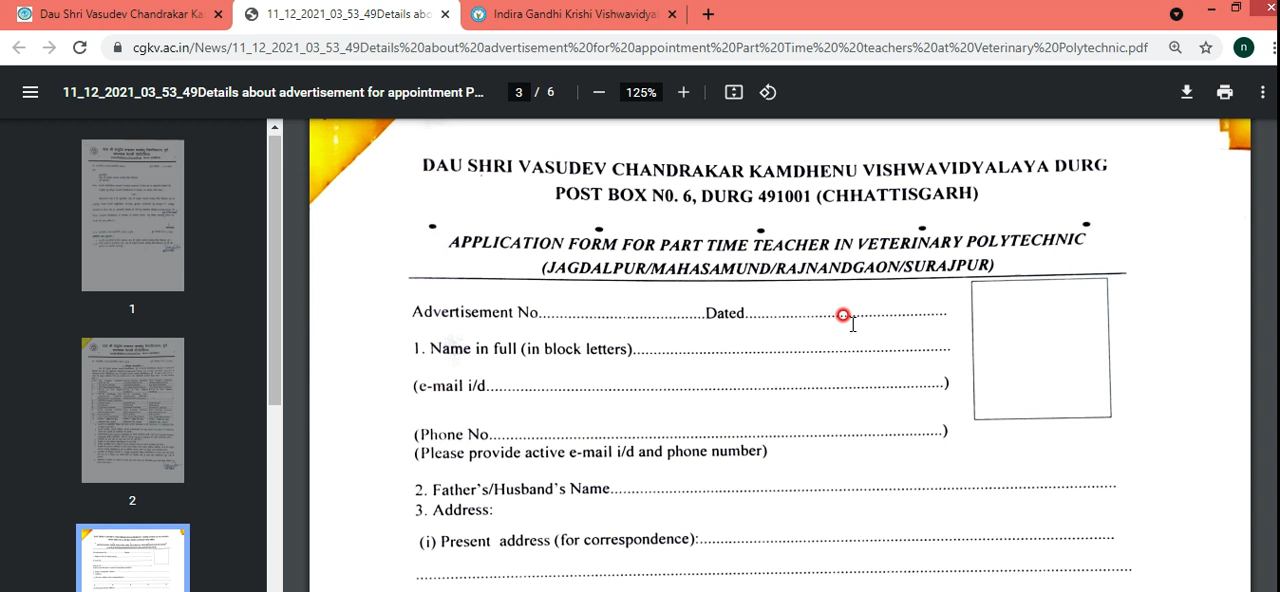 Dau Shri Vasudev Chandrakar Ka
11_12_2021_03_53_49Details abo
Indira Gandhi Krishi Vishwavidya
cgkv.ac.in/News/11_12_2021_03_53_49Details%20about%20advertisement%20for%20appointment%20Part%20Time%20%20teachers%20at%20Veterinary%20Polytechnic.pdf
n
11_12_2021_03_53_49Details about advertisement for appointment P...
3 / 6
125%
1
2
DAU SHRI VASUDEV CHANDRAKAR KAMDHENU VISHWAVIDYALAYA DURG
POST BOX N0. 6, DURG 491001 (CHHATTISGARH)
APPLICATION FORM FOR PART TIME TEACHER IN VETERINARY POLYTECHNIC
(JAGDALPUR/MAHASAMUND/RAJNANDGAON/SURAJPUR)
Advertisement No..............................Dated..............................
1. Name in full (in block letters)..............................
(e-mail i/d..............................)
(Phone No..............................)
(Please provide active e-mail i/d and phone number)
2. Father's/Husband's Name..............................
3. Address:
(i) Present address (for correspondence):..............................